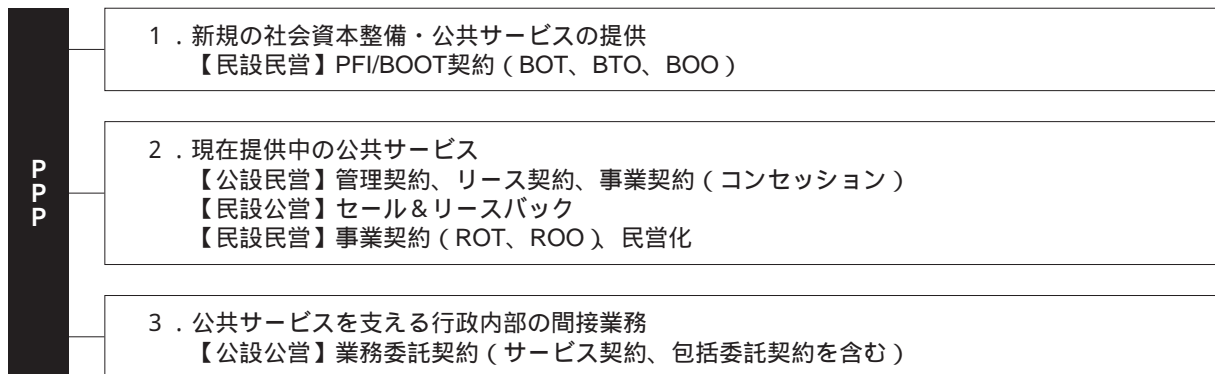 PPP
1．新規の社会資本整備・公共サービスの提供
【民設民営】PFI/BOOT契約（BOT、BTO、BOO）
2．現在提供中の公共サービス
【公設民営】管理契約、リース契約、事業契約（コンセッション）
【民設公営】セール＆リースバック
【民設民営】事業契約（ROT、ROO）、民営化
3．公共サービスを支える行政内部の間接業務
【公設公営】業務委託契約（サービス契約、包括委託契約を含む）